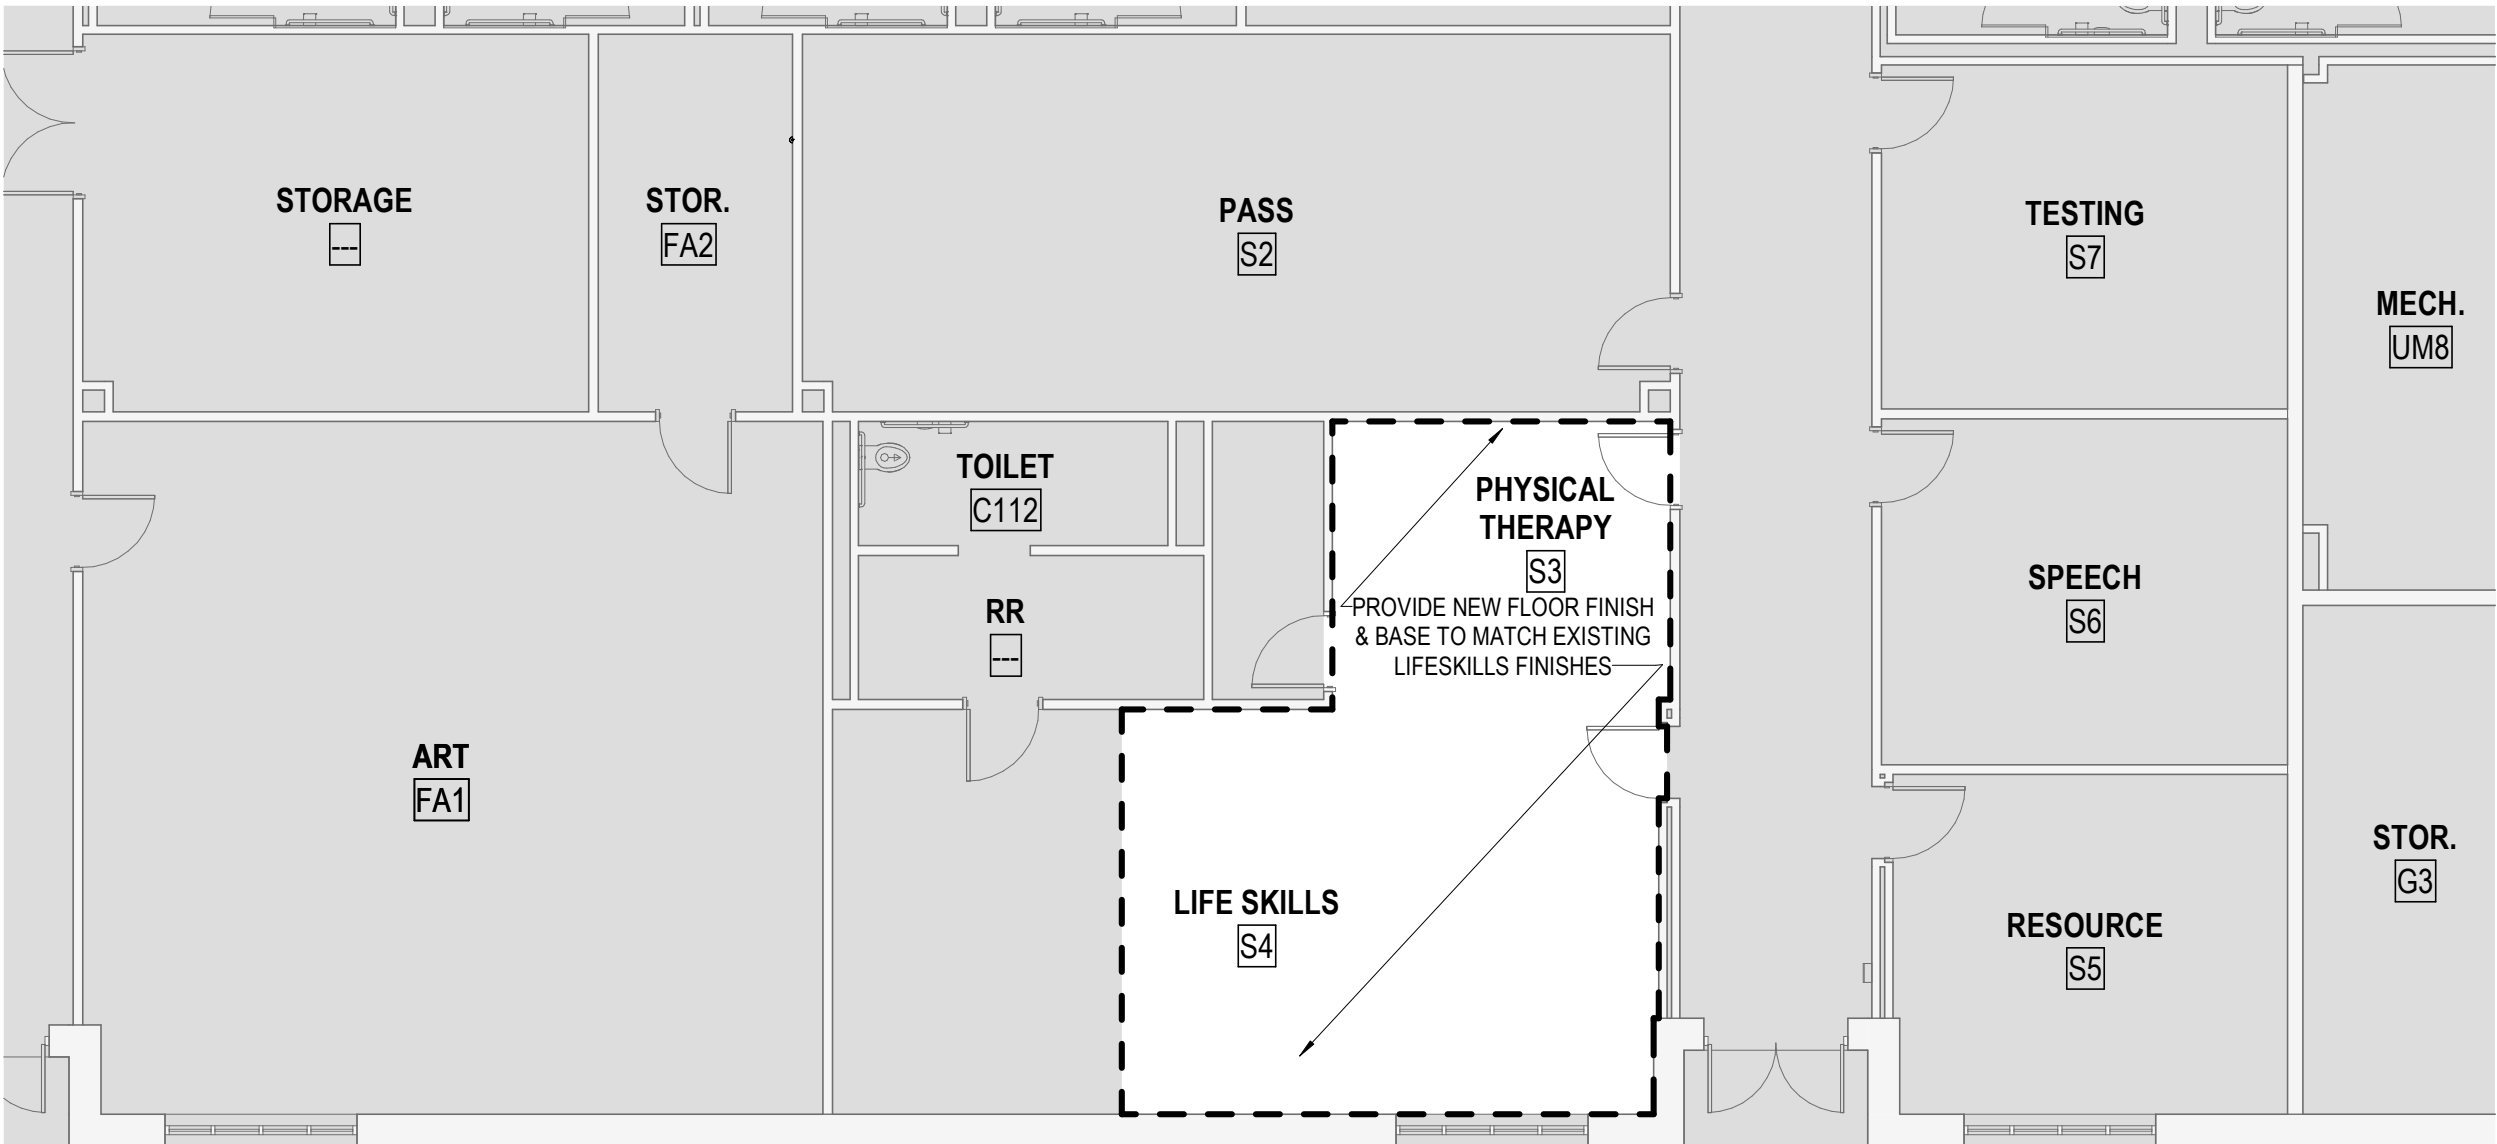 STORAGE
---
STOR.
FA2
PASS
S2
TESTING
S7
MECH.
UM8
TOILET
C112
PHYSICAL
THERAPY
S3
PROVIDE NEW FLOOR FINISH
& BASE TO MATCH EXISTING
LIFESKILLS FINISHES
RR
---
SPEECH
S6
ART
FA1
LIFE SKILLS
S4
RESOURCE
S5
STOR.
G3